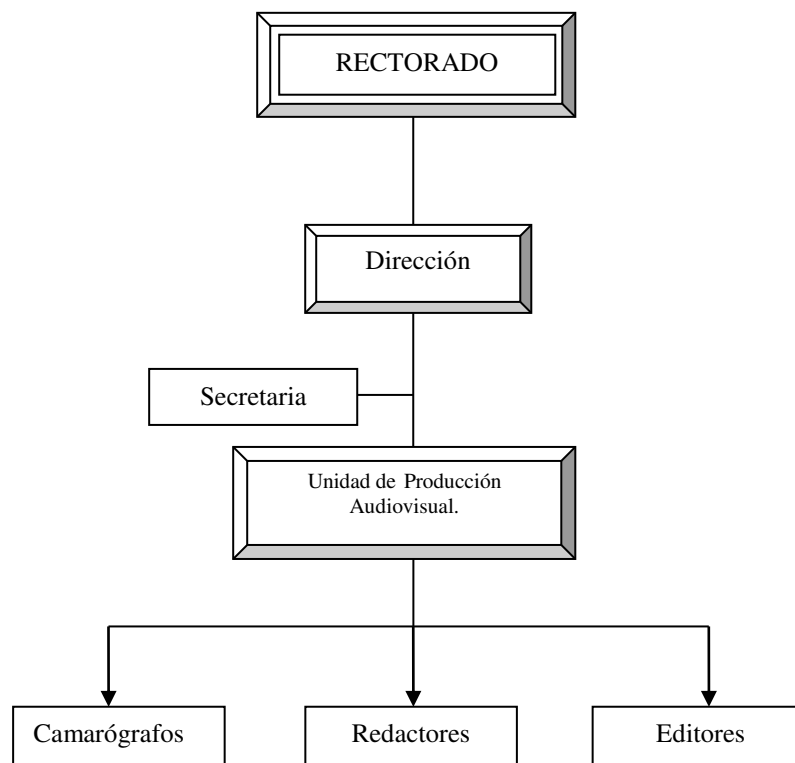 RECTORADO
Dirección
Secretaria
Unidad de Producción
Audiovisual.
Camarógrafos
Redactores
Editores